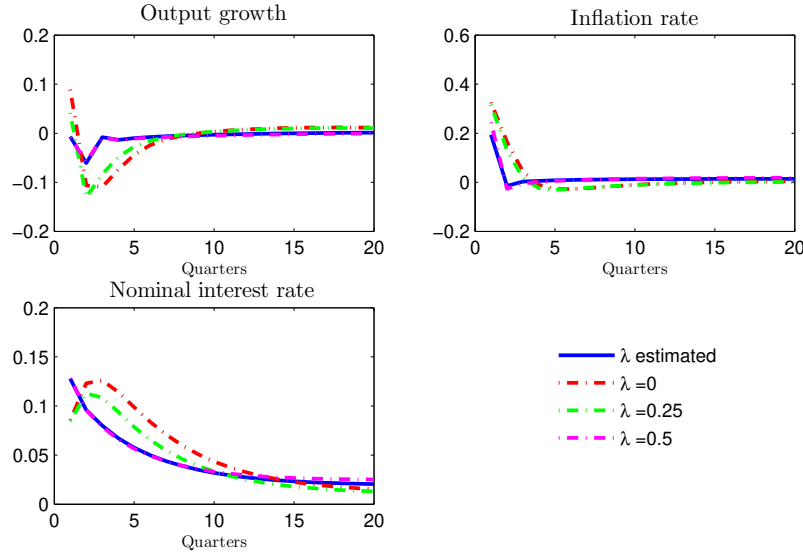 Output growth
0.2
0.1
0
−0.1
−0.2
0 5 10 15 20
Quarters
Inflation rate
0.6
0.4
0.2
0
−0.2
0 5 10 15 20
Quarters
Nominal interest rate
0.2
0.15
0.1
0.05
0
0 5 10 15 20
Quarters
λ estimated
λ =0
λ =0.25
λ =0.5